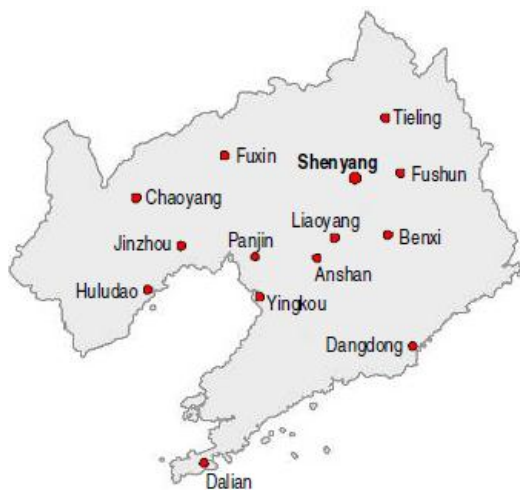 Tieling
Fuxin
Shenyang
Fushun
Chaoyang
Liaoyang
Benxi
Jinzhou
Panjin
Anshan
Huludao
Yingkou
Dangdong
Dalian